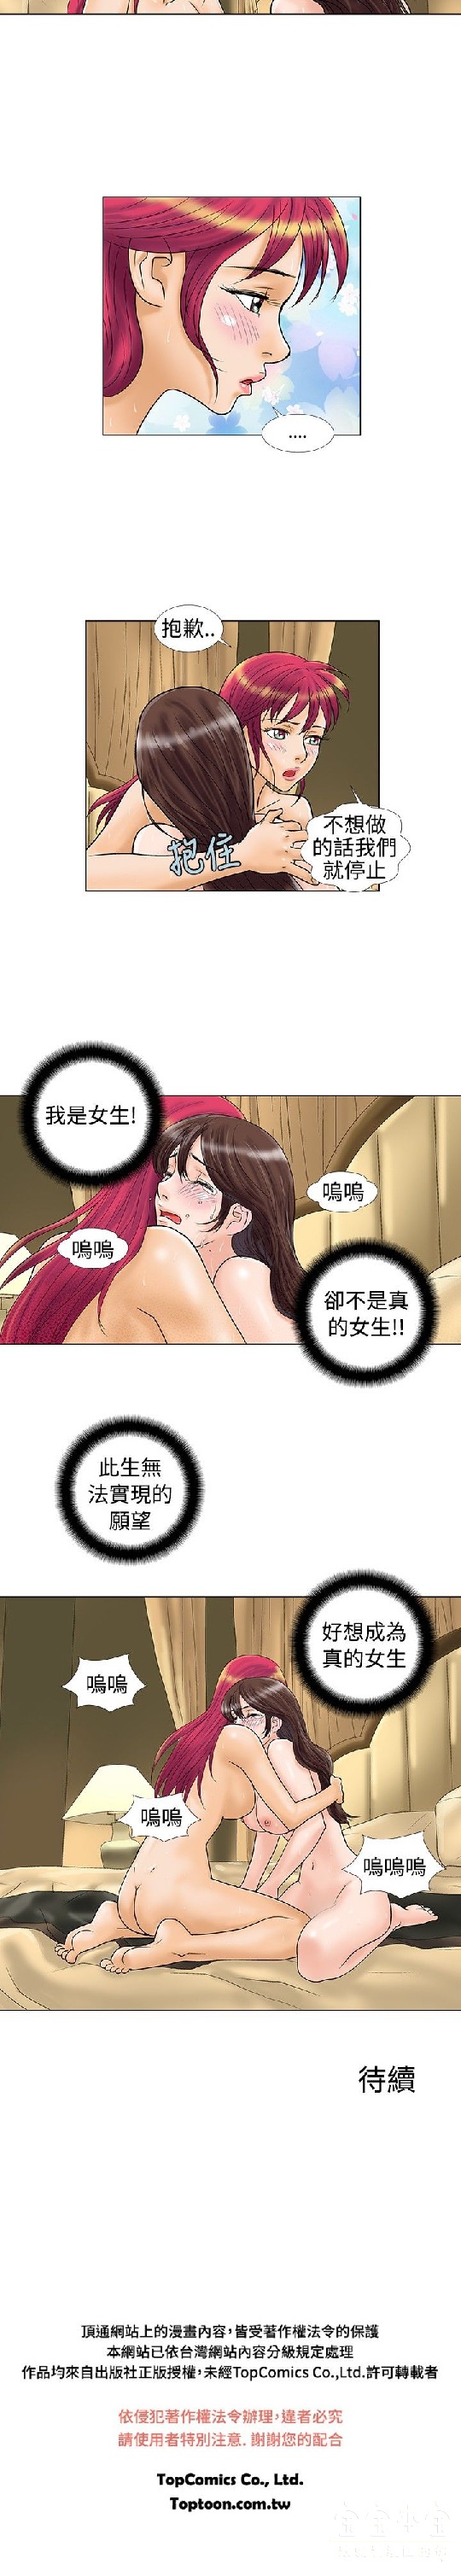 ....
抱歉..
抱住
不想做
的話我們
就停止
我是女生!
嗚嗚
嗚嗚
卻不是真
的女生!!
此生無
法實現的
願望
好想成為
真的女生
嗚嗚
嗚嗚
嗚嗚嗚
待續
頂通網站上的漫畫內容，皆受著作權法令的保護
本網站已依台灣網站內容分級規定處理
作品均來自出版社正版授權，未經TopComics Co.,Ltd.許可轉載者
依侵犯著作權法令辦理，違者必究
請使用者特別注意. 謝謝您的配合
TopComics Co., Ltd.
Toptoon.com.tw